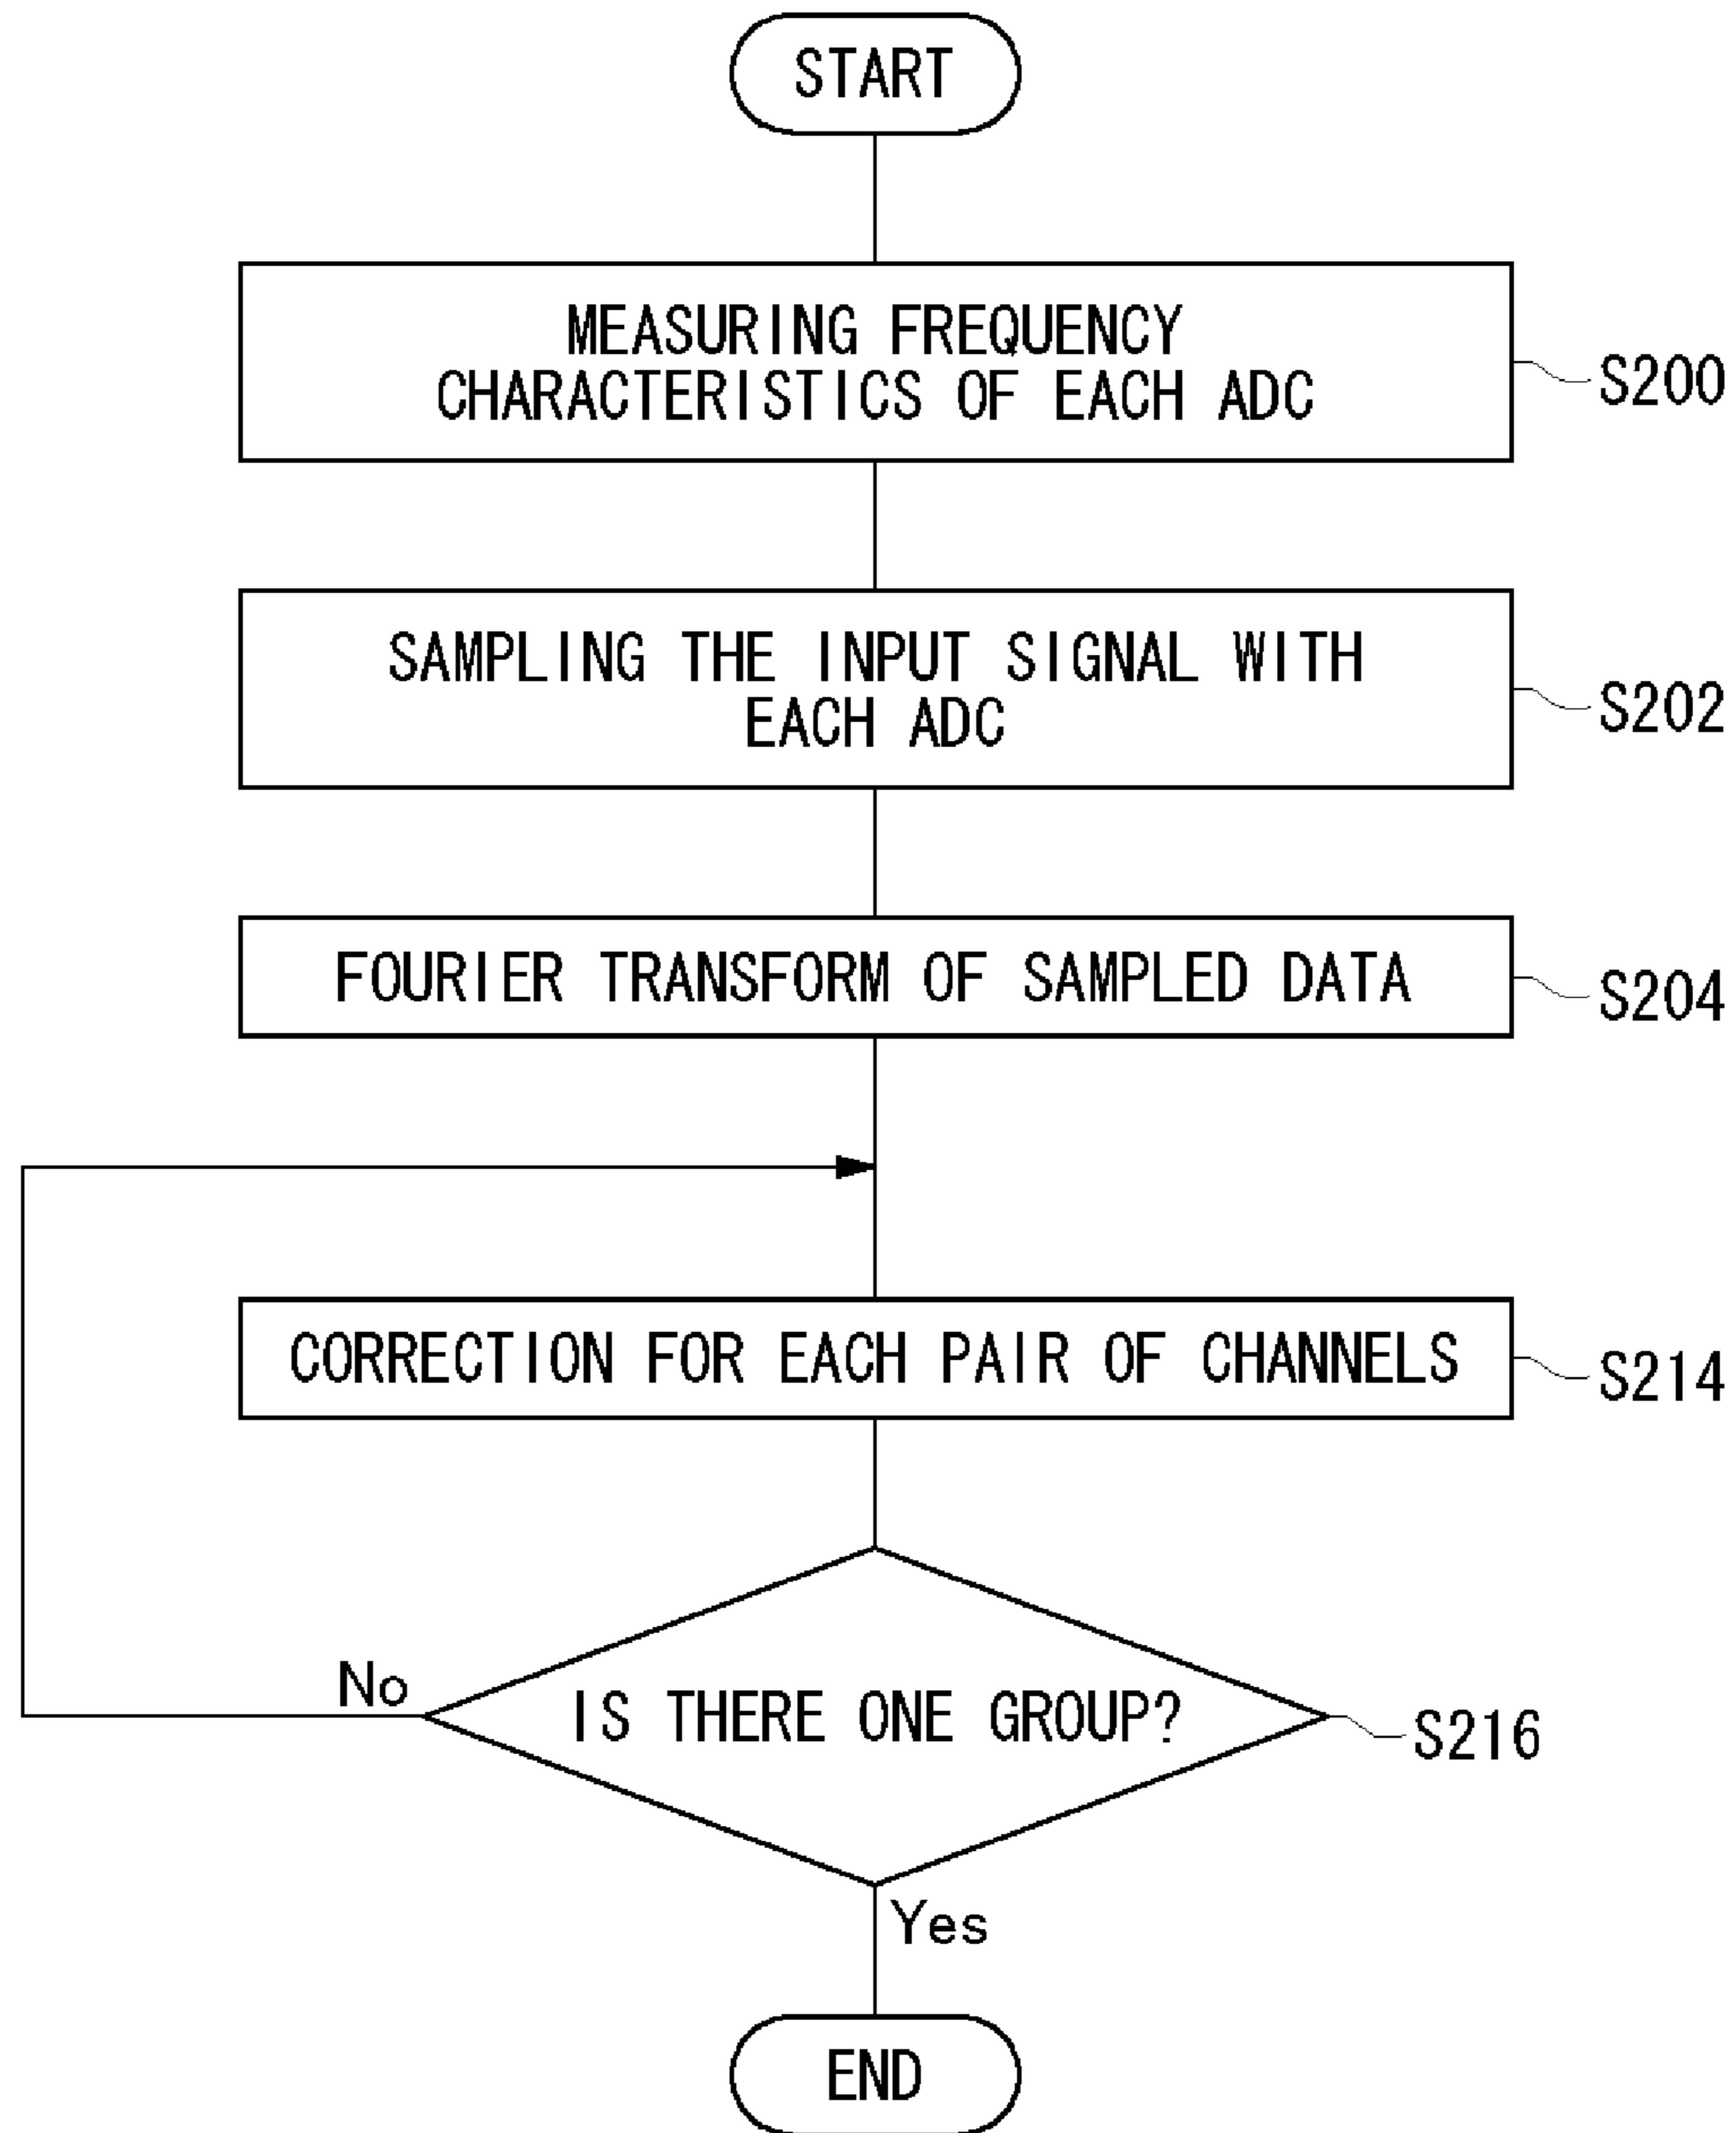 START
MEASURING FREQUENCY
CHARACTERISTICS OF EACH ADC
S200
SAMPLING THE INPUT SIGNAL WITH
EACH ADC
S202
FOURIER TRANSFORM OF SAMPLED DATA
S204
CORRECTION FOR EACH PAIR OF CHANNELS
S214
No
IS THERE ONE GROUP?
S216
Yes
END